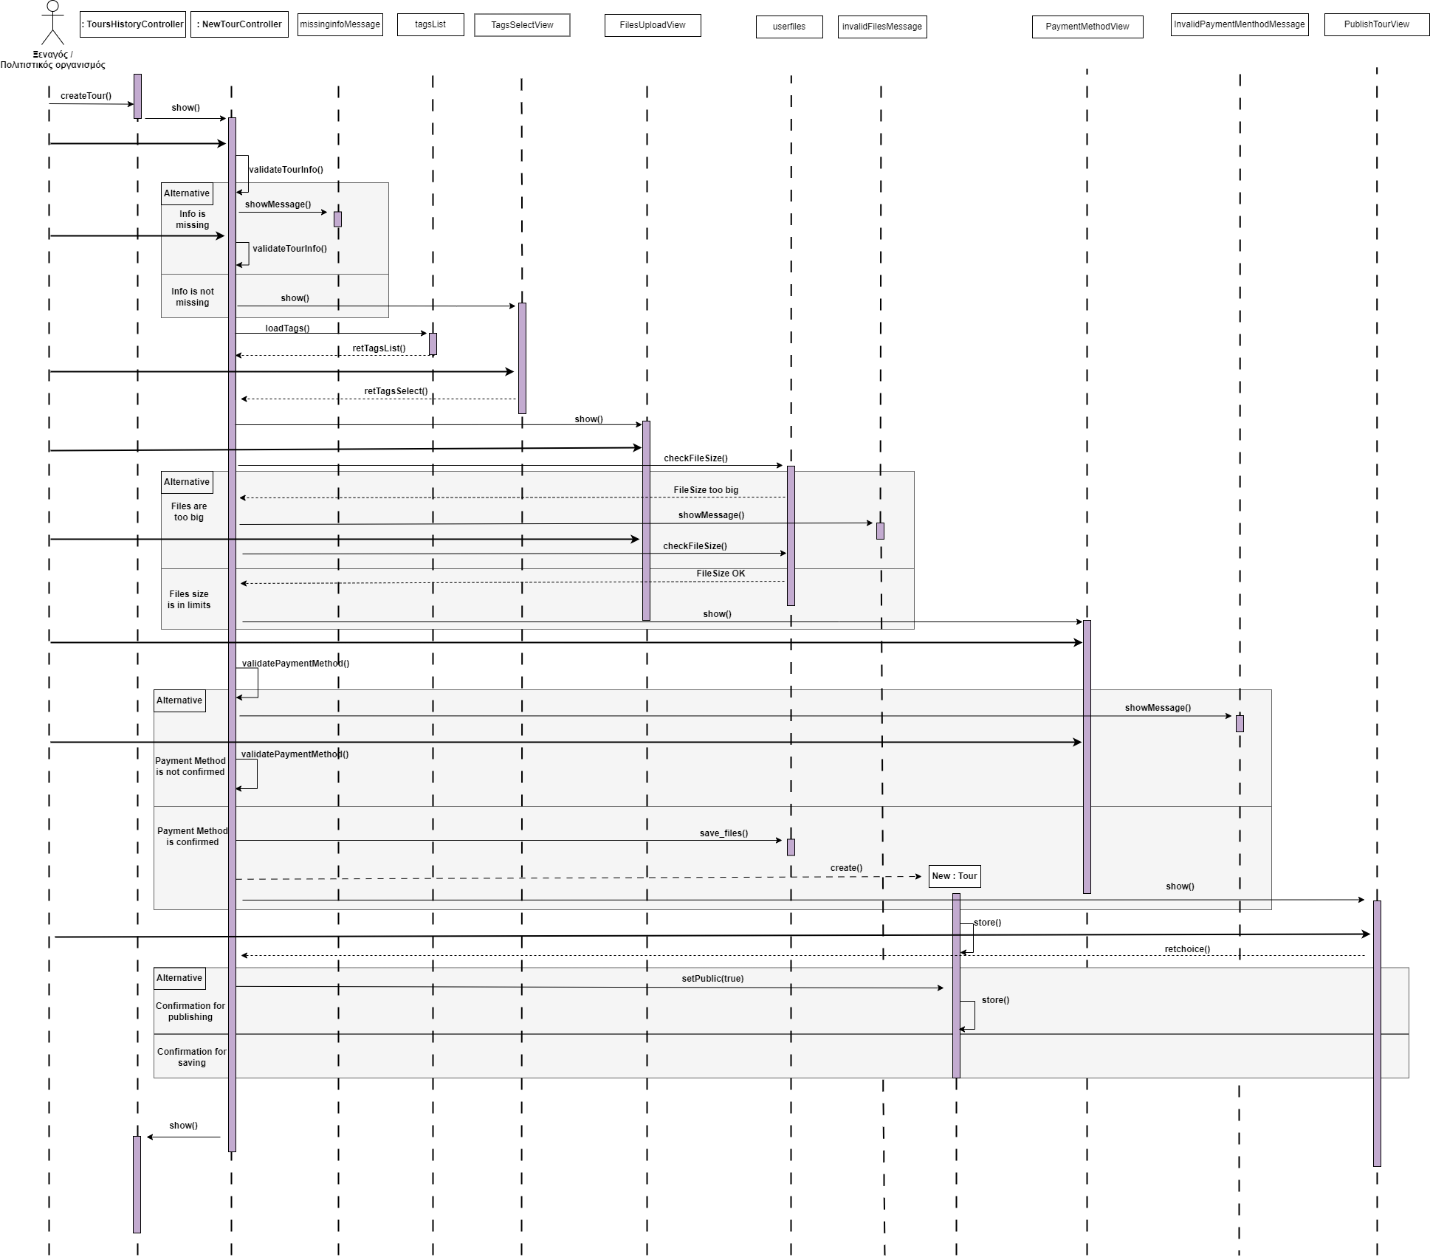 : ToursHistoryController
: NewTourController
missinginfoMessage
tagsList
TagsSelectView
FilesUploadView
userfiles
invalidFilesMessage
PaymentMethodView
InvalidPaymentMenthodMessage
PublishTourView
Ξεναγός /
Πολιτιστικός οργανισμός
createTour()
show()
validateTourInfo()
Alternative
Info is
missing
showMessage()
validateTourInfo()
Info is not
missing
show()
loadTags()
retTagsList()
retTagsSelect()
show()
checkFileSize()
Alternative
Files are
too big
FileSize too big
showMessage()
checkFileSize()
FileSize OK
Files size
is in limits
show()
validatePaymentMethod()
Alternative
showMessage()
validatePaymentMethod()
Payment Method
is not confirmed
Payment Method
is confirmed
save_files()
create()
New : Tour
show()
store()
retchoice()
Alternative
setPublic(true)
Confirmation for
publishing
store()
Confirmation for
saving
show()